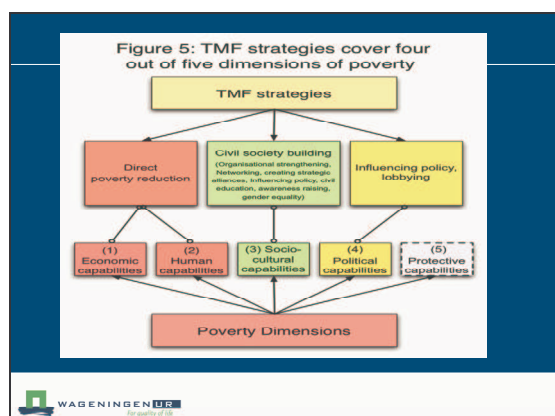 Figure 5: TMF strategies cover four
out of five dimensions of poverty
TMF strategies
Direct
poverty reduction
Civil society building
(Organisational strengthening,
Networking, creating strategic
alliances, Influencing policy, civil
education, awareness raising,
gender equality)
Influencing policy,
lobbying
(1)
Economic
capabilities
(2)
Human
capabilities
(3) Socio-
cultural
capabilities
(4)
Political
capabilities
(5)
Protective
capabilities
Poverty Dimensions
WAGENINGEN UR
For quality of life